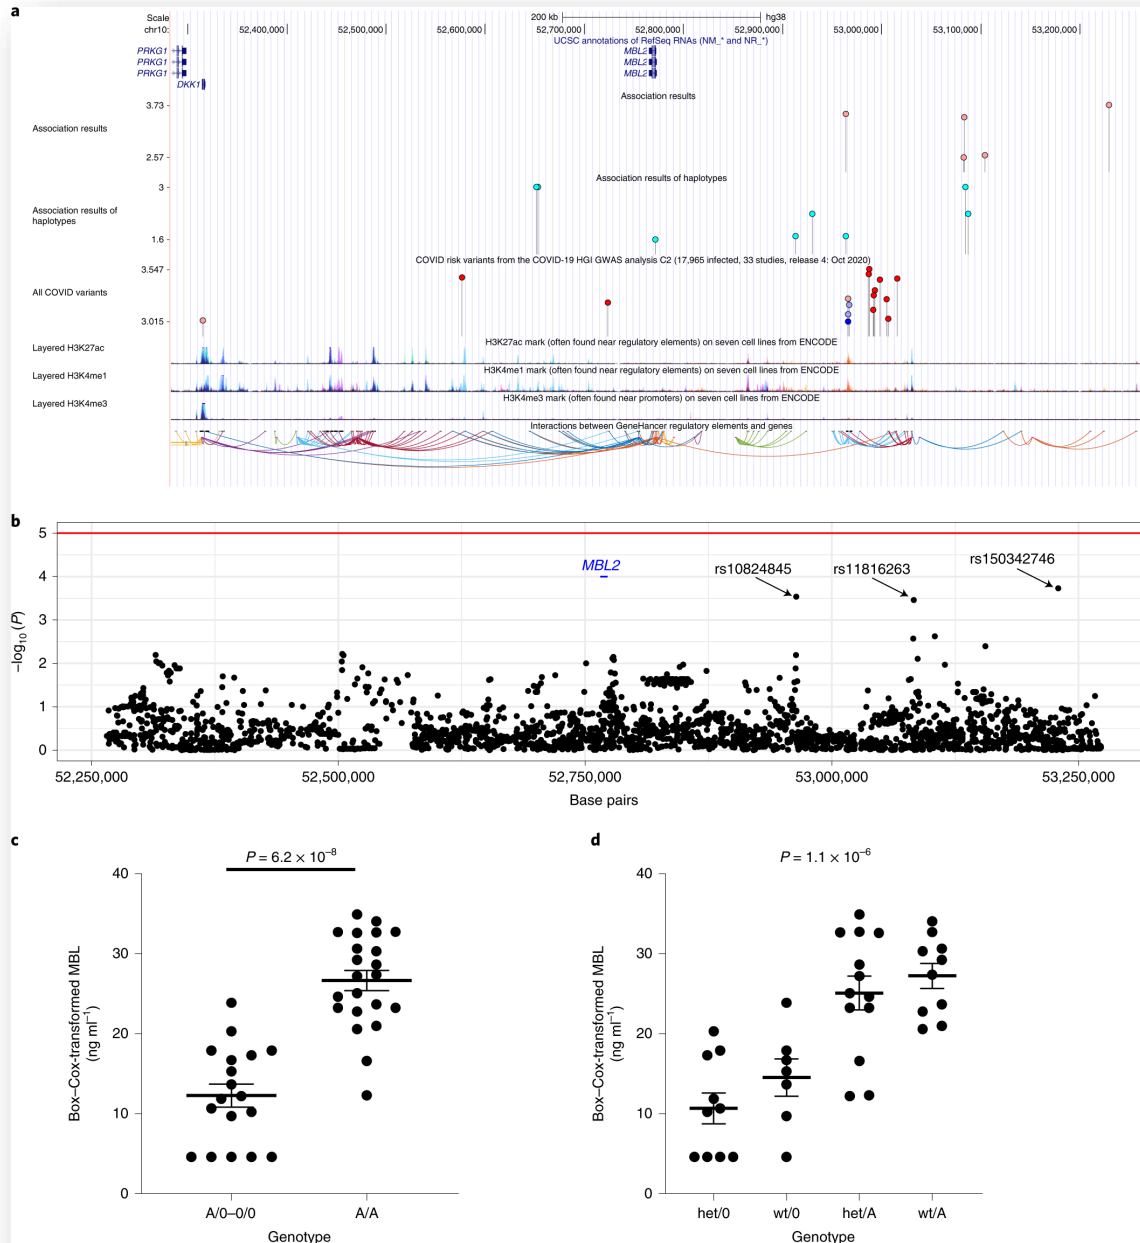 a
Scale 200 kb hg38
chr10: 52,400,000 52,500,000 52,600,000 52,700,000 52,800,000 52,900,000 53,000,000 53,100,000 53,200,000
UCSC annotations of RefSeq RNAs (NM_* and NR_*)
PRKG1 MBL2
PRKG1 MBL2
PRKG1 MBL2
DKK1
Association results
3.73
Association results
2.57
Association results of haplotypes
3
Association results of
haplotypes
1.6
COVID risk variants from the COVID-19 HGI GWAS analysis C2 (17,965 infected, 33 studies, release 4: Oct 2020)
3.547
All COVID variants
3.015
H3K27ac mark (often found near regulatory elements) on seven cell lines from ENCODE
Layered H3K27ac
H3K4me1 mark (often found near regulatory elements) on seven cell lines from ENCODE
Layered H3K4me1
H3K4me3 mark (often found near promoters) on seven cell lines from ENCODE
Layered H3K4me3
Interactions between GeneHancer regulatory elements and genes
b
5
MBL2 rs10824845 rs11816263 rs150342746
4
3
–log10 (P)
2
1
0
52,250,000 52,500,000 52,750,000 53,000,000 53,250,000
Base pairs
c
P = 6.2 × 10–8
40
30
20
10
0
Box–Cox-transformed MBL
(ng ml–1)
A/0–0/0 A/A
Genotype
d
P = 1.1 × 10–6
40
30
20
10
0
Box–Cox-transformed MBL
(ng ml–1)
het/0 wt/0 het/A wt/A
Genotype